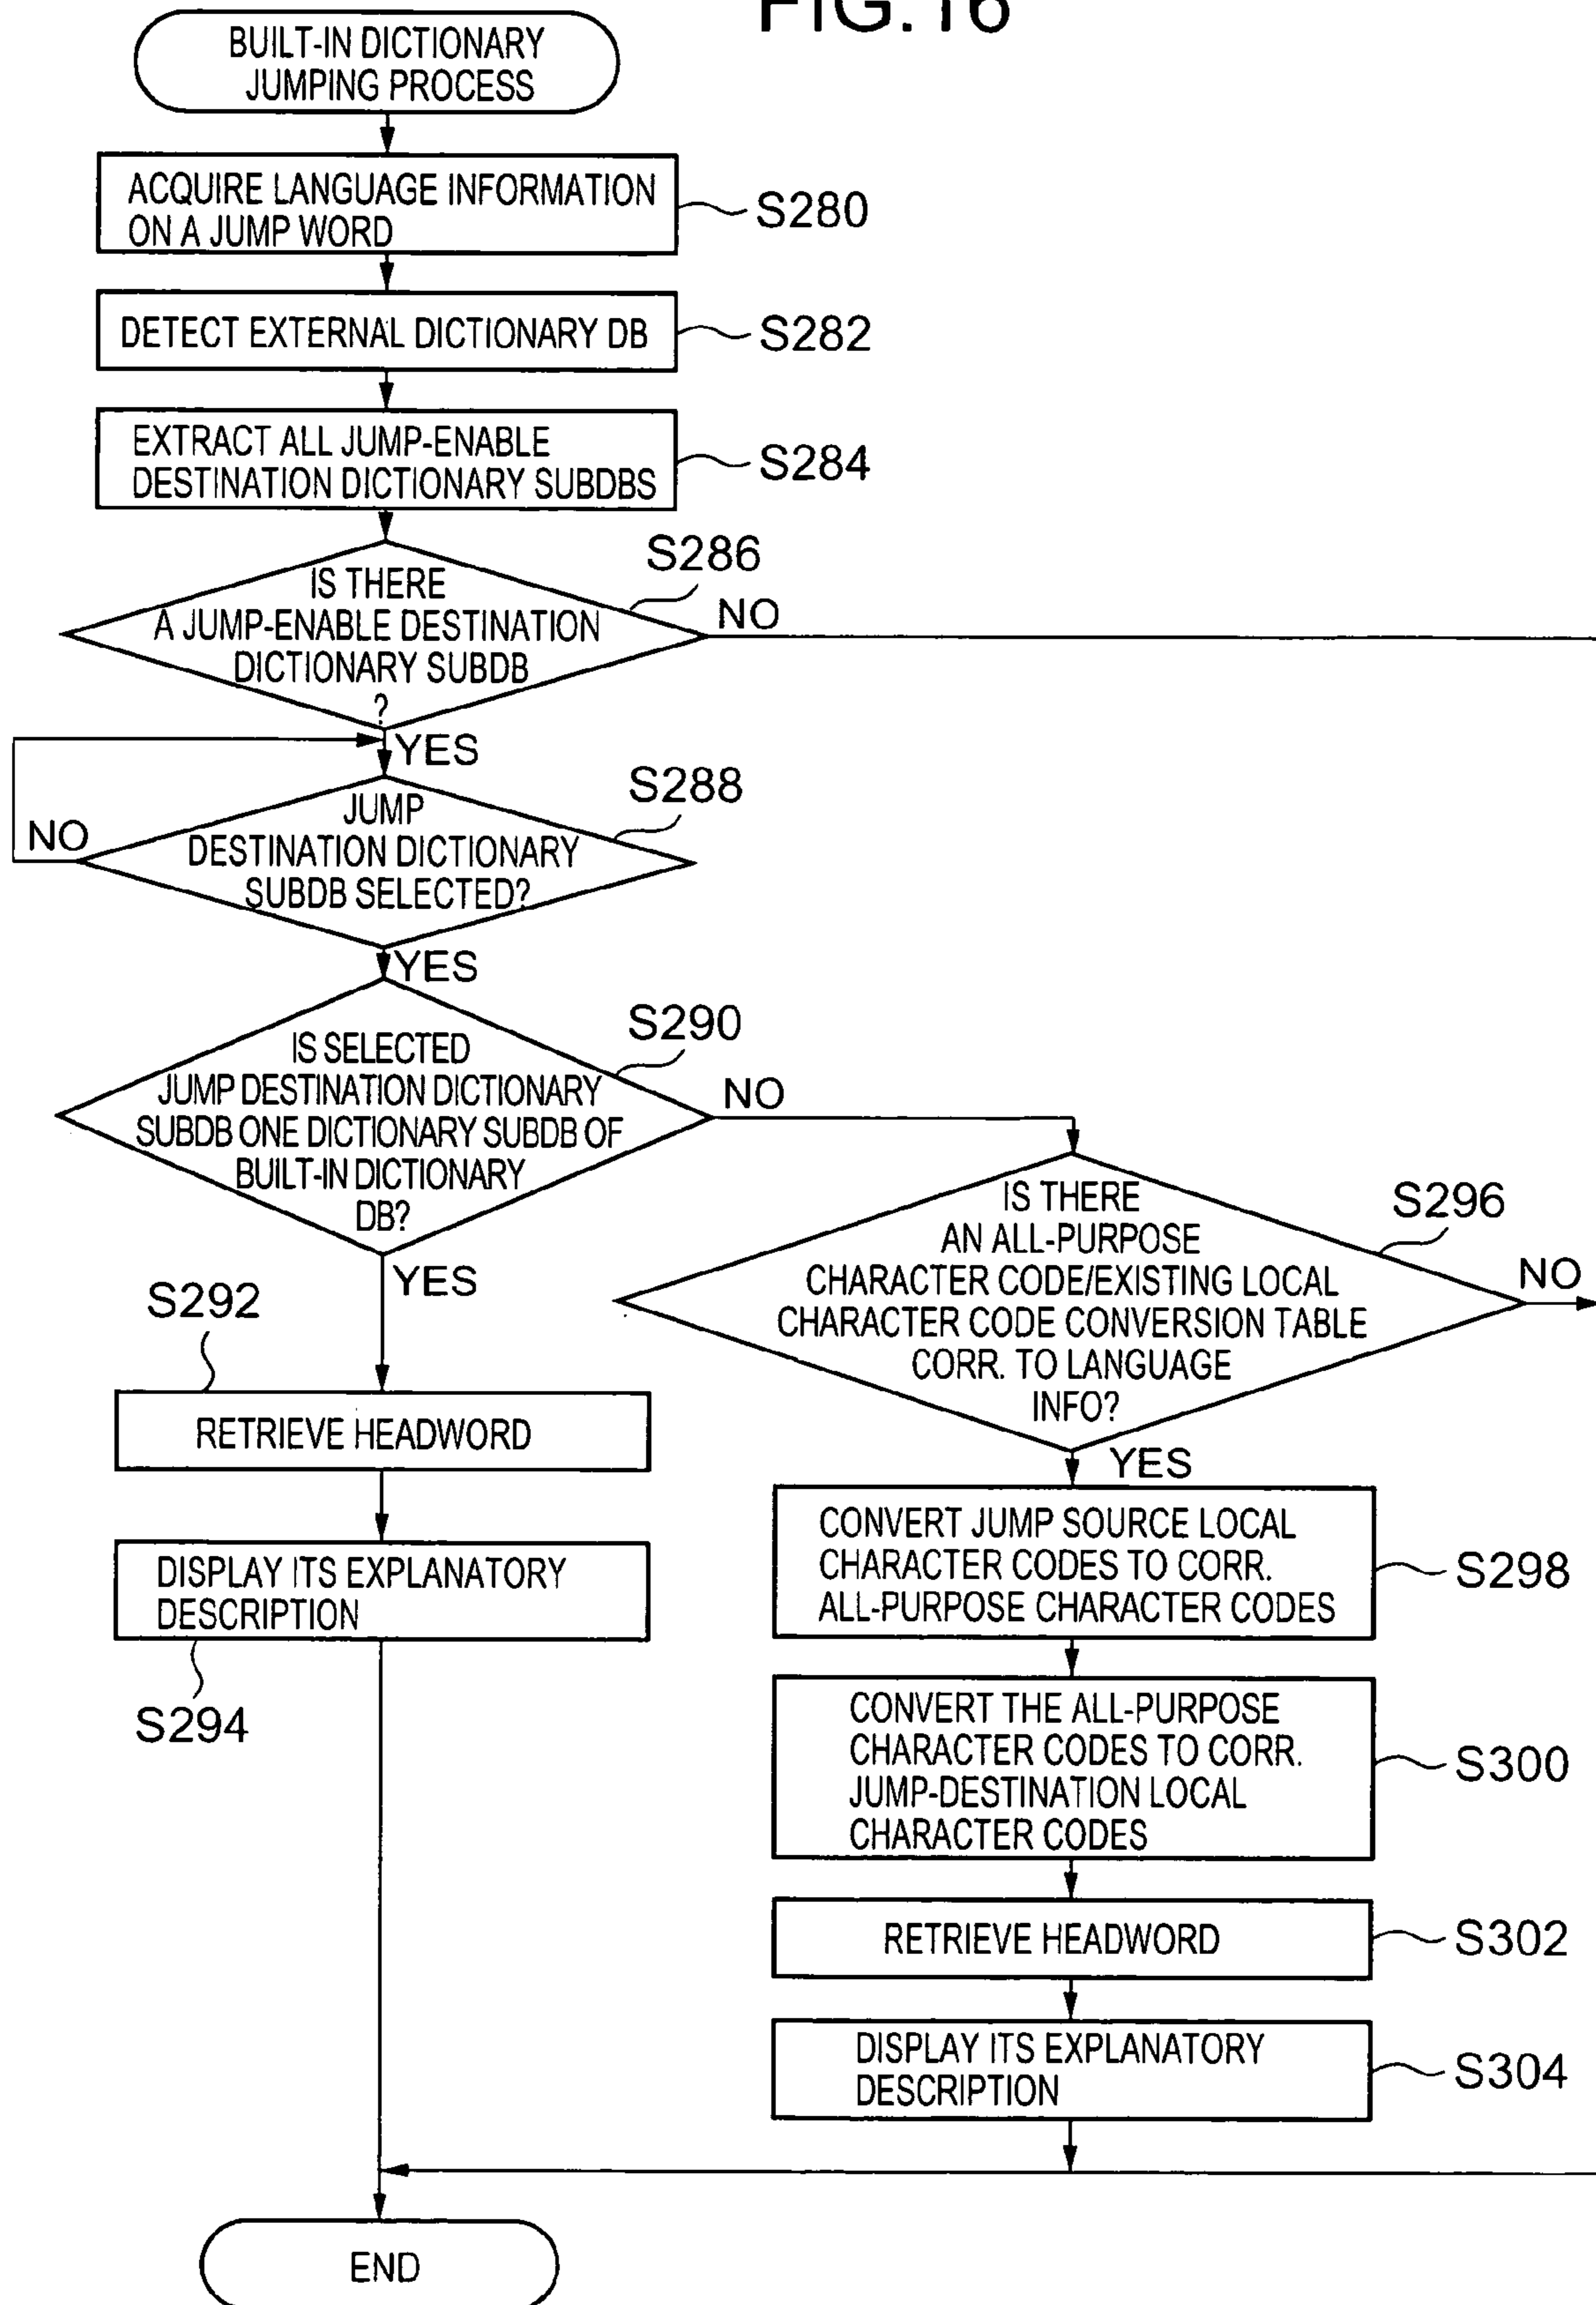 FIG.16
BUILT-IN DICTIONARY
JUMPING PROCESS
ACQUIRE LANGUAGE INFORMATION
ON A JUMP WORD
S280
DETECT EXTERNAL DICTIONARY DB
S282
EXTRACT ALL JUMP-ENABLE
DESTINATION DICTIONARY SUBDBS
S284
S286
IS THERE
A JUMP-ENABLE DESTINATION
DICTIONARY SUBDB
?
NO
YES
S288
JUMP
DESTINATION DICTIONARY
SUBDB SELECTED?
NO
YES
S290
IS SELECTED
JUMP DESTINATION DICTIONARY
SUBDB ONE DICTIONARY SUBDB OF
BUILT-IN DICTIONARY
DB?
NO
YES
S296
IS THERE
AN ALL-PURPOSE
CHARACTER CODE/EXISTING LOCAL
CHARACTER CODE CONVERSION TABLE
CORR. TO LANGUAGE
INFO?
NO
YES
S292
RETRIEVE HEADWORD
DISPLAY ITS EXPLANATORY
DESCRIPTION
S294
CONVERT JUMP SOURCE LOCAL
CHARACTER CODES TO CORR.
ALL-PURPOSE CHARACTER CODES
S298
CONVERT THE ALL-PURPOSE
CHARACTER CODES TO CORR.
JUMP-DESTINATION LOCAL
CHARACTER CODES
S300
RETRIEVE HEADWORD
S302
DISPLAY ITS EXPLANATORY
DESCRIPTION
S304
END